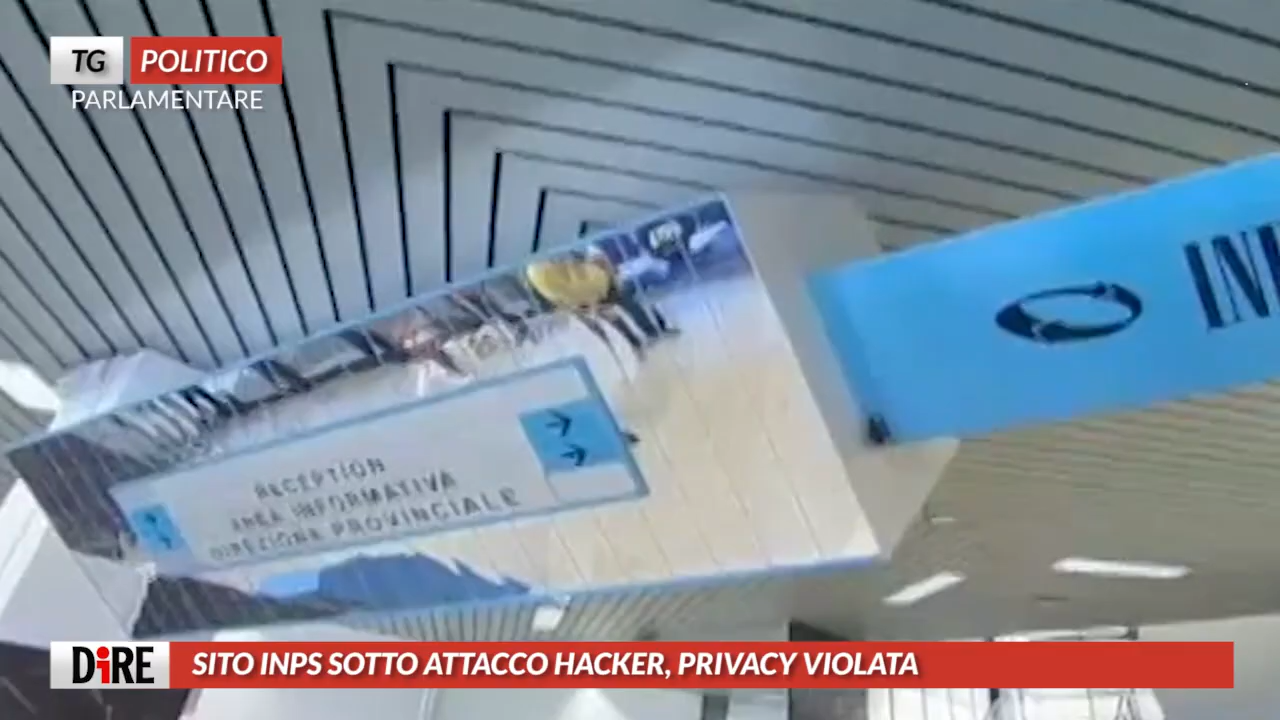 TG POLITICO
PARLAMENTARE
RECEPTION
AREA INFORMATIVA
DIREZIONE PROVINCIALE
DiRE SITO INPS SOTTO ATTACCO HACKER, PRIVACY VIOLATA